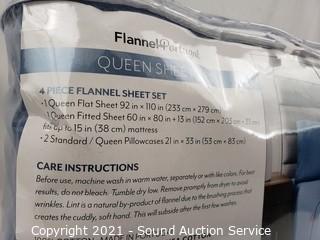 Flannel
QUEEN SHEE
4 PIECE FLANNEL SHEET SET
• 1 Queen Flat Sheet 92 in x 110 in (233 cm x 279 cm)
• 1 Queen Fitted Sheet 60 in x 80 in + 13 in (152 cm x 203 cm + 33 cm)
fits up to 15 in (38 cm) mattress
• 2 Standard / Queen Pillowcases 21 in x 33 in (53 cm x 83 cm)
CARE INSTRUCTIONS
Before use, machine wash in warm water, separately or with like colors. For best
results, do not bleach. Tumble dry low. Remove promptly from dryer to avoid
wrinkles. Lint is a natural by-product of flannel due to the brushing process that
creates the cuddly, soft hand. This will subside after the first few washes.
COTTON - MADE IN
Copyright 2021 - Sound Auction Service